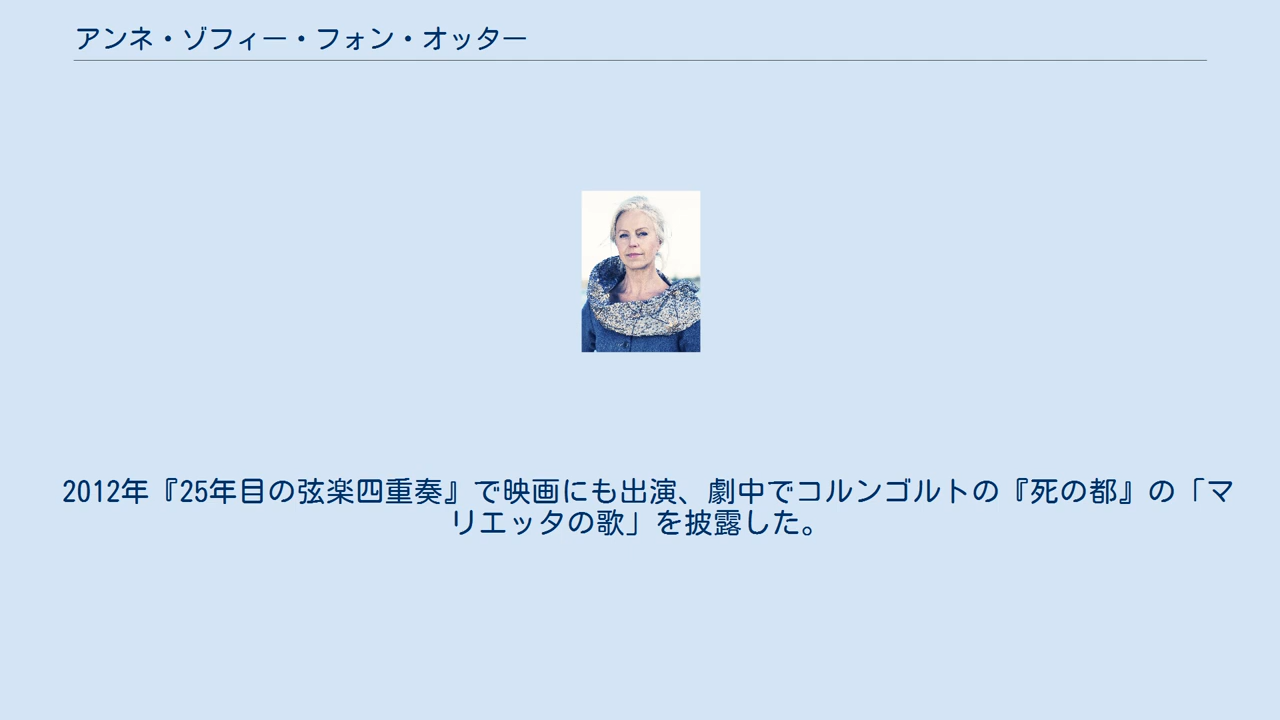 アンネ・ゾフィー・フォン・オッター
2012年『25年目の弦楽四重奏』で映画にも出演、劇中でコルンゴルトの『死の都』の「マ
リエッタの歌」を披露した。